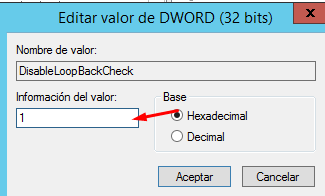 Editar valor de DWORD (32 bits)
Nombre de valor:
DisableLoopBackCheck
Información del valor:
1
Base
Hexadecimal
Decimal
Aceptar
Cancelar